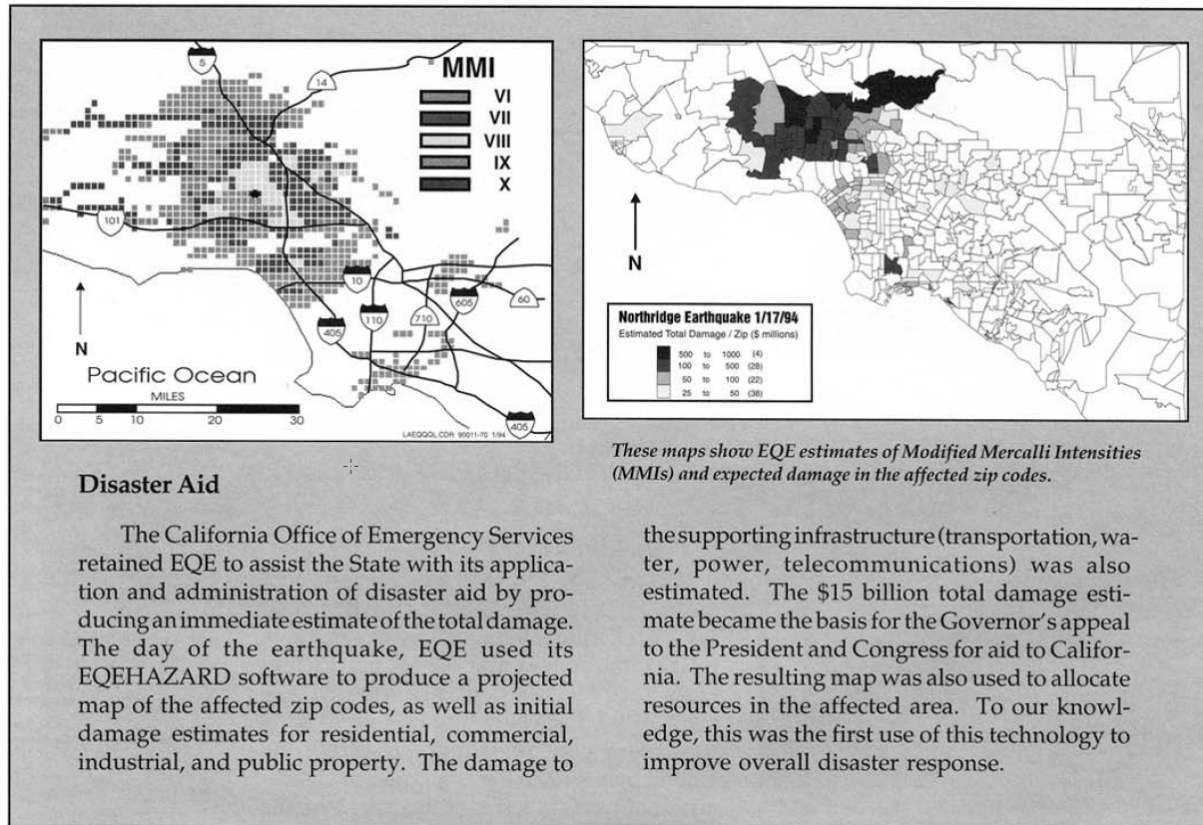 5
14
MMI
VI
VII
VIII
IX
X
101
10
605
60
405
110
710
N
Pacific Ocean
MILES
0 5 10 20 30
405
LAEQQOL.CDR 90011-70 1/94
N
Northridge Earthquake 1/17/94
Estimated Total Damage / Zip ($ millions)
500 to 1000 (4)
100 to 500 (28)
50 to 100 (22)
25 to 50 (38)
These maps show EQE estimates of Modified Mercalli Intensities
(MMIs) and expected damage in the affected zip codes.
Disaster Aid
The California Office of Emergency Services
retained EQE to assist the State with its applica-
tion and administration of disaster aid by pro-
ducing an immediate estimate of the total damage.
The day of the earthquake, EQE used its
EQEHAZARD software to produce a projected
map of the affected zip codes, as well as initial
damage estimates for residential, commercial,
industrial, and public property. The damage to
the supporting infrastructure (transportation, wa-
ter, power, telecommunications) was also
estimated. The $15 billion total damage esti-
mate became the basis for the Governor's appeal
to the President and Congress for aid to Califor-
nia. The resulting map was also used to allocate
resources in the affected area. To our knowl-
edge, this was the first use of this technology to
improve overall disaster response.